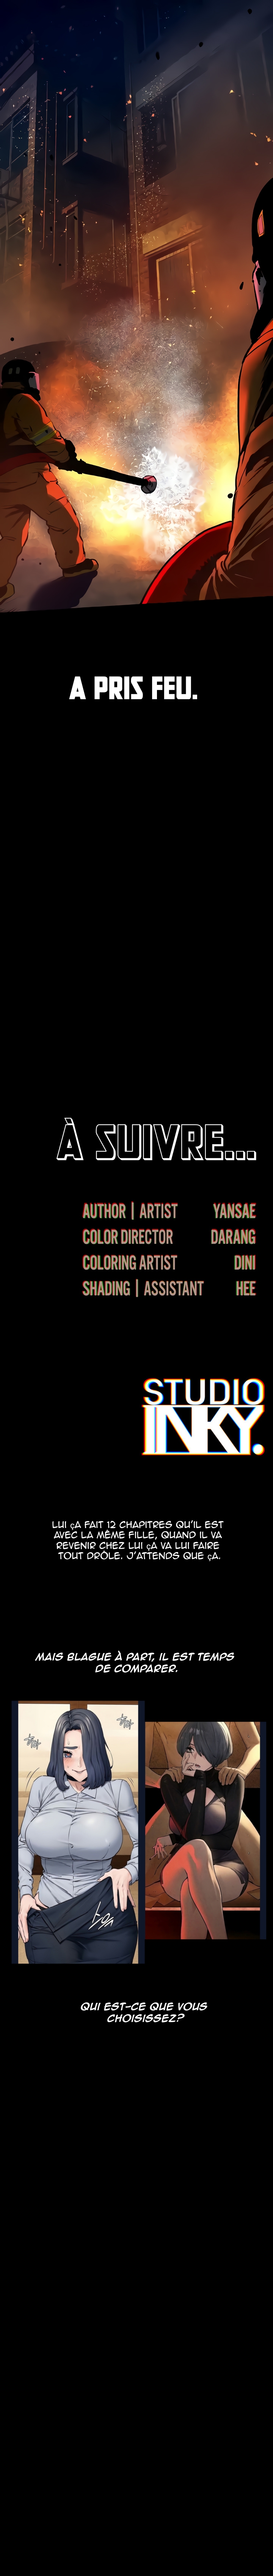 A PRIS FEU.
À SUIVRE...
AUTHOR | ARTIST YANSAE
COLOR DIRECTOR DARANG
COLORING ARTIST DINI
SHADING | ASSISTANT HEE
STUDIO
INKY.
LUI ÇA FAIT 12 CHAPITRES QU'IL EST
AVEC LA MÊME FILLE, QUAND IL VA
REVENIR CHEZ LUI ÇA VA LUI FAIRE
TOUT DRÔLE. J'ATTENDS QUE ÇA.
MAIS BLAGUE À PART, IL EST TEMPS
DE COMPARER.
QUI EST-CE QUE VOUS
CHOISISSEZ?